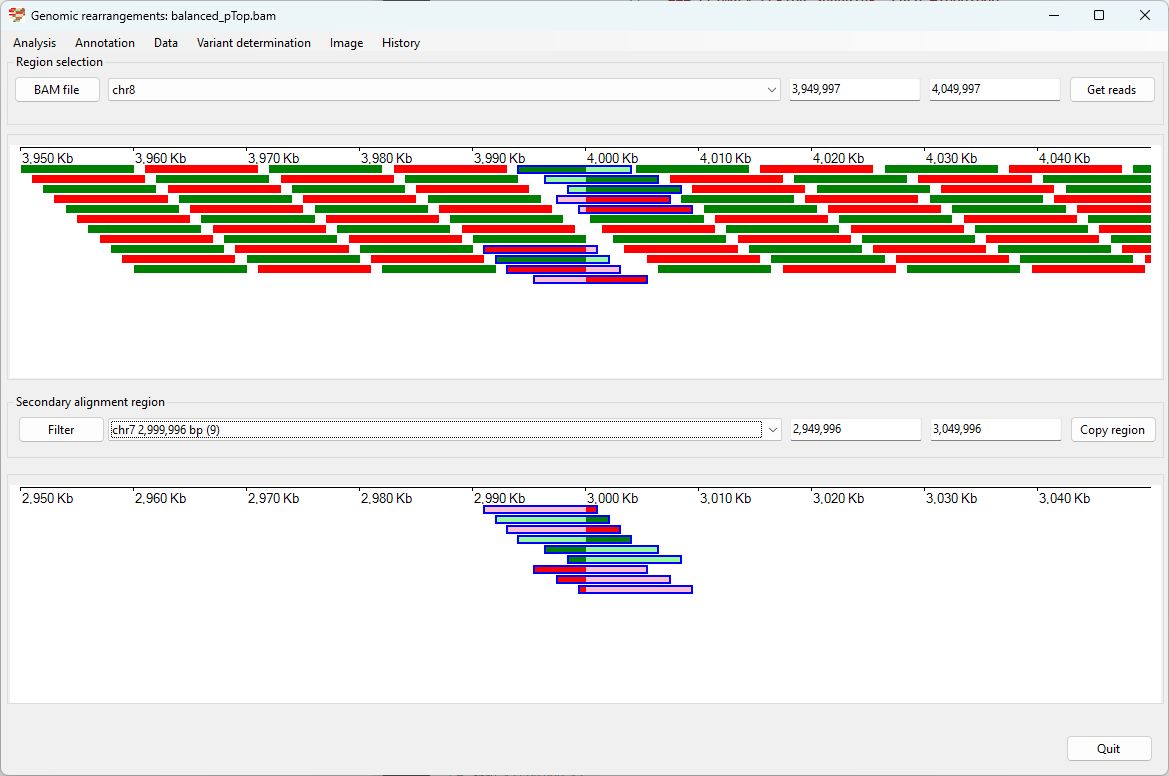 Genomic rearrangements: balanced_pTop.bam
Analysis Annotation Data Variant determination Image History
Region selection
BAM file chr8 3,949,997 4,049,997 Get reads
3,950 Kb 3,960 Kb 3,970 Kb 3,980 Kb 3,990 Kb 4,000 Kb 4,010 Kb 4,020 Kb 4,030 Kb 4,040 Kb
Secondary alignment region
Filter chr7 2,999,996 bp (9) 2,949,996 3,049,996 Copy region
2,950 Kb 2,960 Kb 2,970 Kb 2,980 Kb 2,990 Kb 3,000 Kb 3,010 Kb 3,020 Kb 3,030 Kb 3,040 Kb
Quit